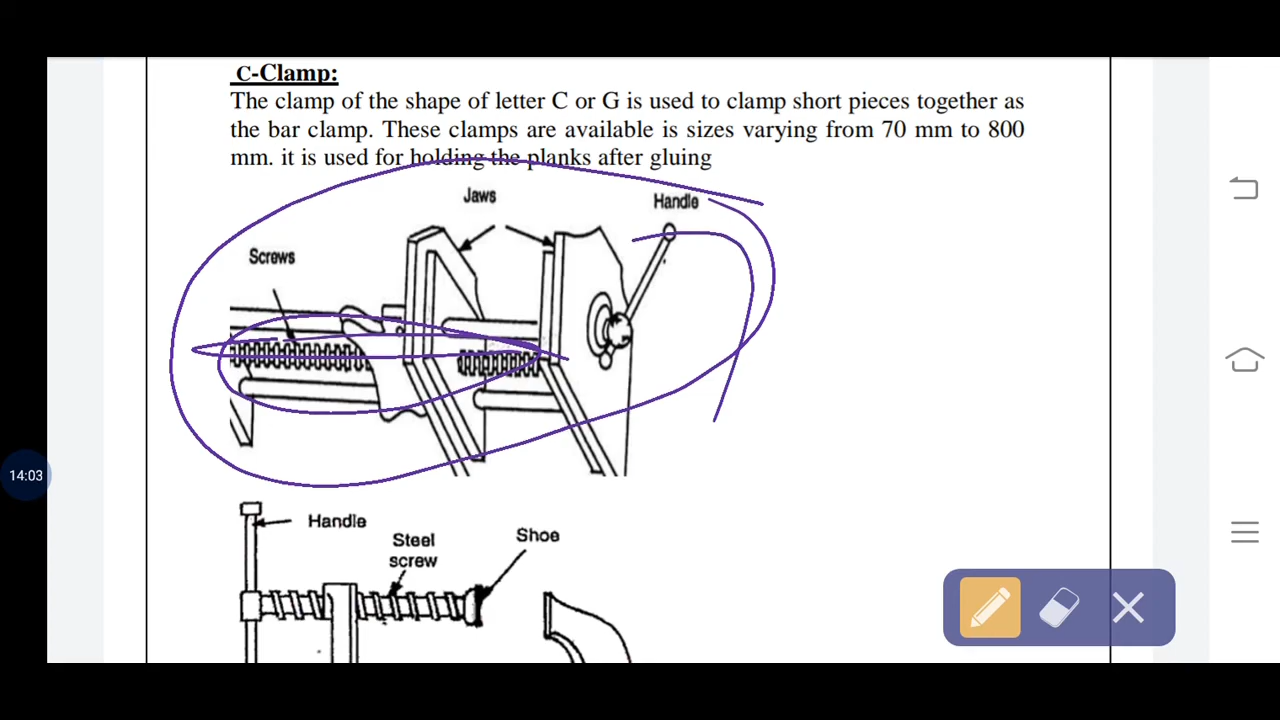 C-Clamp:
The clamp of the shape of letter C or G is used to clamp short pieces together as
the bar clamp. These clamps are available is sizes varying from 70 mm to 800
mm. it is used for holding the planks after gluing
Jaws
Handle
Screws
14:03
Handle
Steel
screw
Shoe